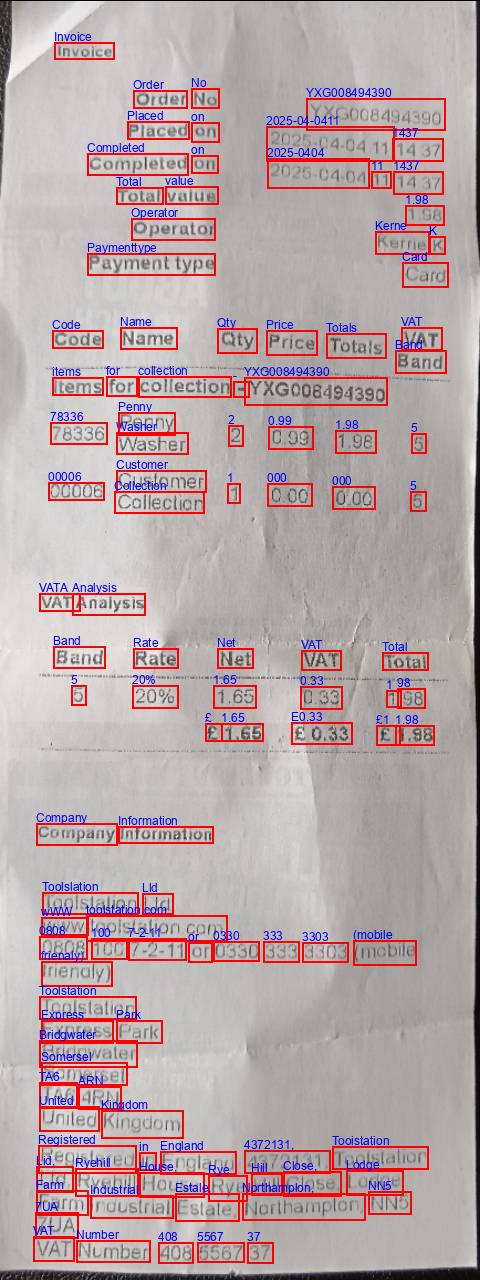 Invoice
Order No YXG008494390
Placed on 2025-04-04 11 14 37
Completed on 2025-04-04 11 14 37
Total value 1.98
Operator Kerrie K
Payment type Card
Code Name Qty Price Totals VAT Band
items for collection - YXG008494390
78336 Penny Washer 2 0.99 1.98 5
00006 Customer Collection 1 0.00 0.00 5
VAT Analysis
Band Rate Net VAT Total
5 20% 1.65 0.33 1.98
£ 1.65 £ 0.33 £ 1.98
Company Information
Toolstation Ltd
www toolstation com
0808 100 7-2-11 or 0330 333 3303 (mobile
friendly)
Toolstation
Express Park
Bridgwater
Somerset
TA6 4RN
United Kingdom
Registered in England 4372131, Toolstation
Ltd, Ryehill House, Rye Hill Close, Lodge
Farm Industrial Estate, Northampton, NN5
7UA
VAT Number 408 5567 37